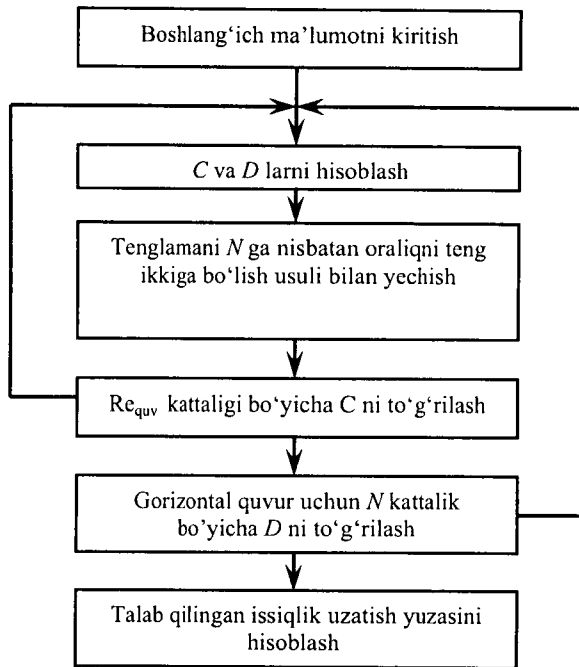 Boshlang‘ich ma’lumotni kiritish
C va D larni hisoblash
Tenglamani N ga nisbatan oraliqni teng
ikkiga bo‘lish usuli bilan yechish
Re_quv kattaligi bo‘yicha C ni to‘g‘rilash
Gorizontal quvur uchun N kattalik
bo’yicha D ni to‘g‘rilash
Talab qilingan issiqlik uzatish yuzasini
hisoblash